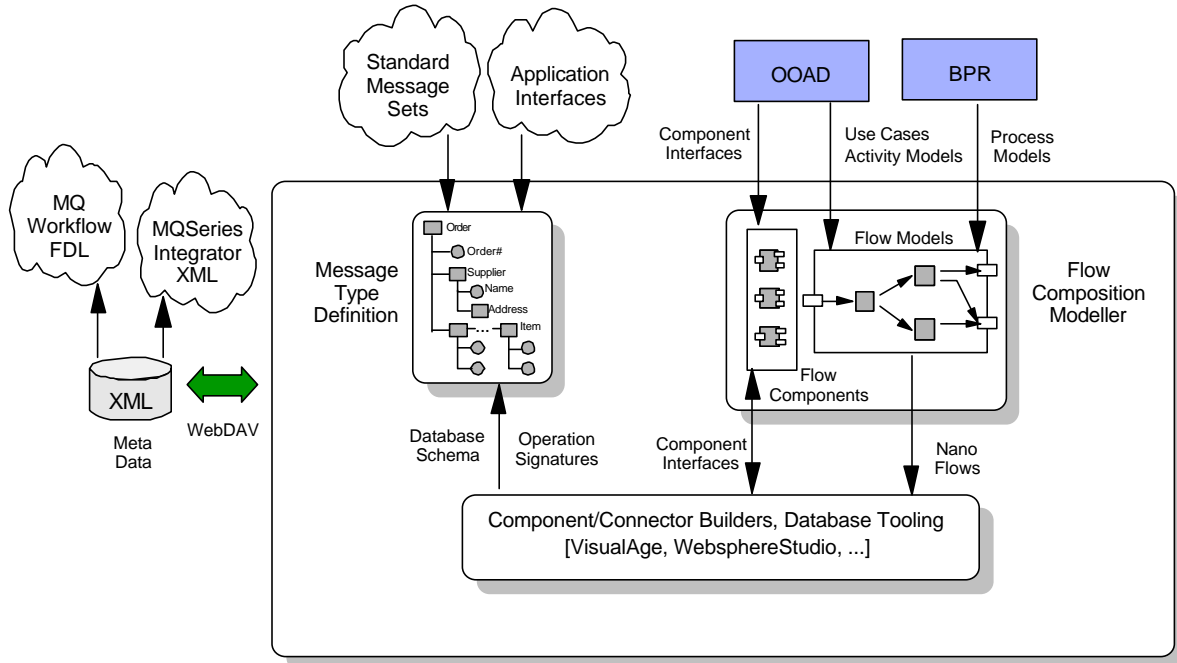 Standard
Message
Sets
Application
Interfaces
OOAD
BPR
Component
Interfaces
Use Cases
Activity Models
Process
Models
MQ
Workflow
FDL
MQSeries
Integrator
XML
Message
Type
Definition
Order
Order#
Supplier
Name
Address
...
Item
Flow Models
Flow
Components
Flow
Composition
Modeller
XML
Meta
Data
WebDAV
Database
Schema
Operation
Signatures
Component
Interfaces
Nano
Flows
Component/Connector Builders, Database Tooling
[VisualAge, WebsphereStudio, ...]